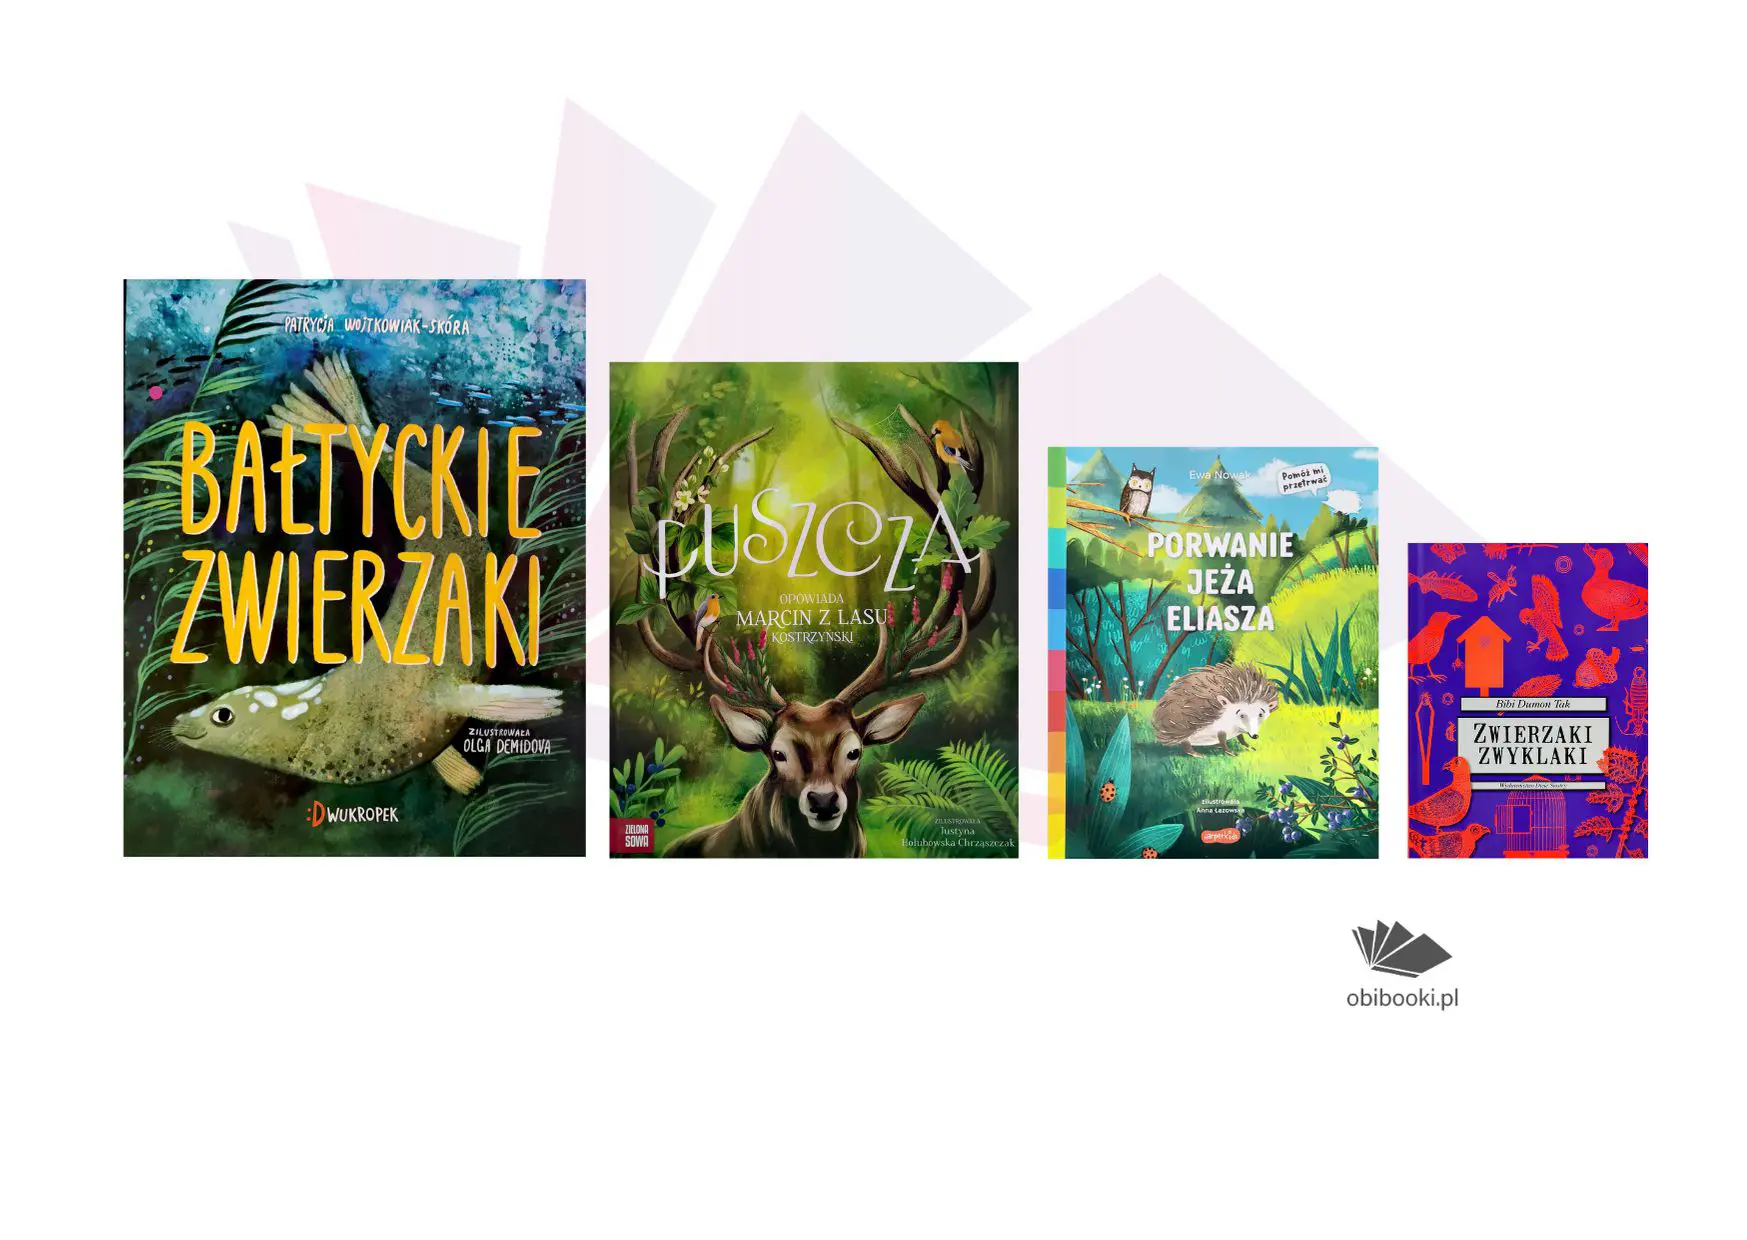 PATRYCJA WOJTKOWIAK-SKÓRA
BAŁTYCKIE
ZWIERZAKI
ZILUSTROWAŁA
OLGA DEMIDOVA
:DWUKROPEK
PUSZCZA
OPOWIADA
MARCIN Z LASU
KOSTRZYŃSKI
ZIELONA
SOWA
ZILUSTROWAŁA
Justyna
Hołubowska Chrząszczak
Ewa Nowak
Pomóż mi
przetrwać
PORWANIE
JEŻA
ELIASZA
zilustrowała
Anna Łazowska
Bibi Dumon Tak
ZWIERZAKI
ZWYKLAKI
Wydawnictwo Dwie Siostry
obibooki.pl